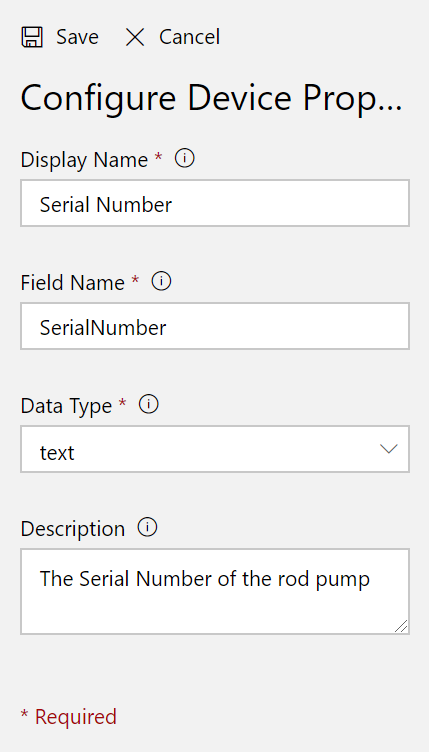 Save Cancel
Configure Device Prop...
Display Name *
Serial Number
Field Name *
SerialNumber
Data Type *
text
Description
The Serial Number of the rod pump
* Required